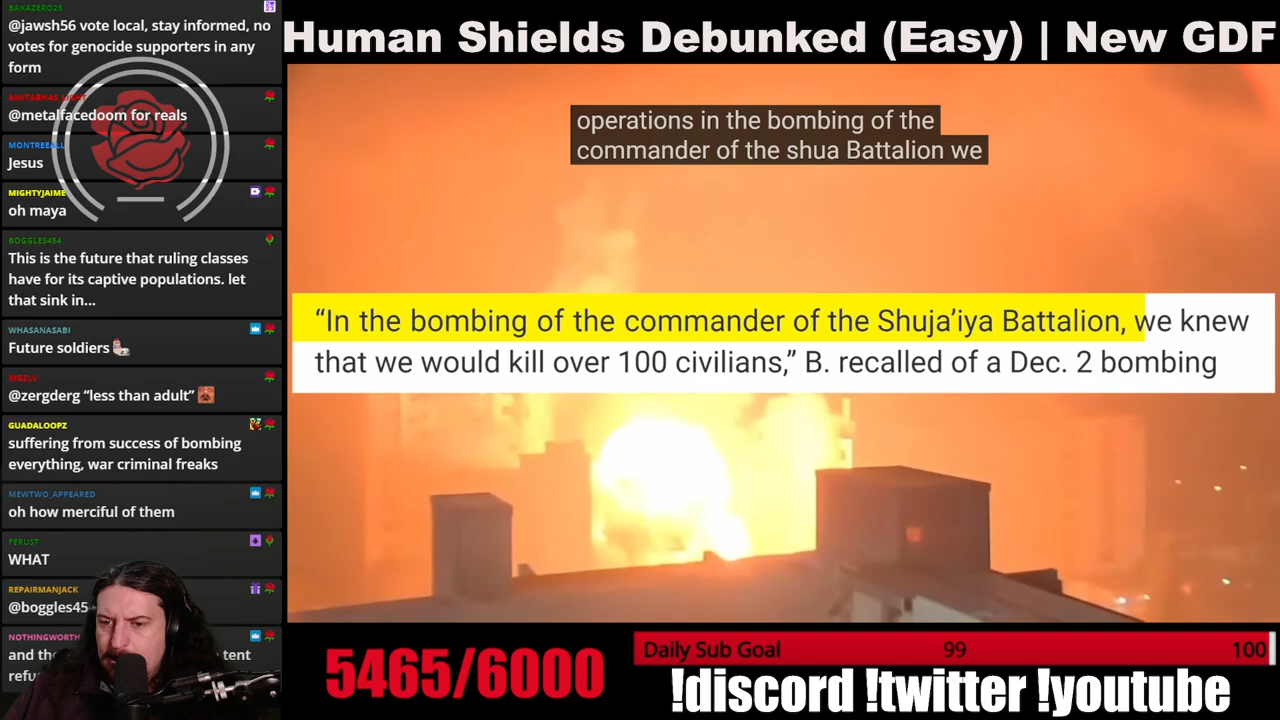 BAKAZERO28
@jawsh56 vote local, stay informed, no
votes for genocide supporters in any
form
@metalfacedoom for reals
MONTREEALL
Jesus
MIGHTYJAIME
oh maya
BOGGLES454
This is the future that ruling classes
have for its captive populations. let
that sink in...
WHASANASABI
Future soldiers
MGZLV
@zergderg “less than adult”
GUADALOOPZ
suffering from success of bombing
everything, war criminal freaks
MEWTWO_APPEARED
oh how merciful of them
PERUST
WHAT
REPAIRMANJACK
@boggles45
NOTHINGWORTH
and the
tent
refu
Human Shields Debunked (Easy) | New GDF
operations in the bombing of the
commander of the shua Battalion we
“In the bombing of the commander of the Shuja’iya Battalion, we knew
that we would kill over 100 civilians,” B. recalled of a Dec. 2 bombing
5465/6000
Daily Sub Goal 99 100
!discord !twitter !youtube